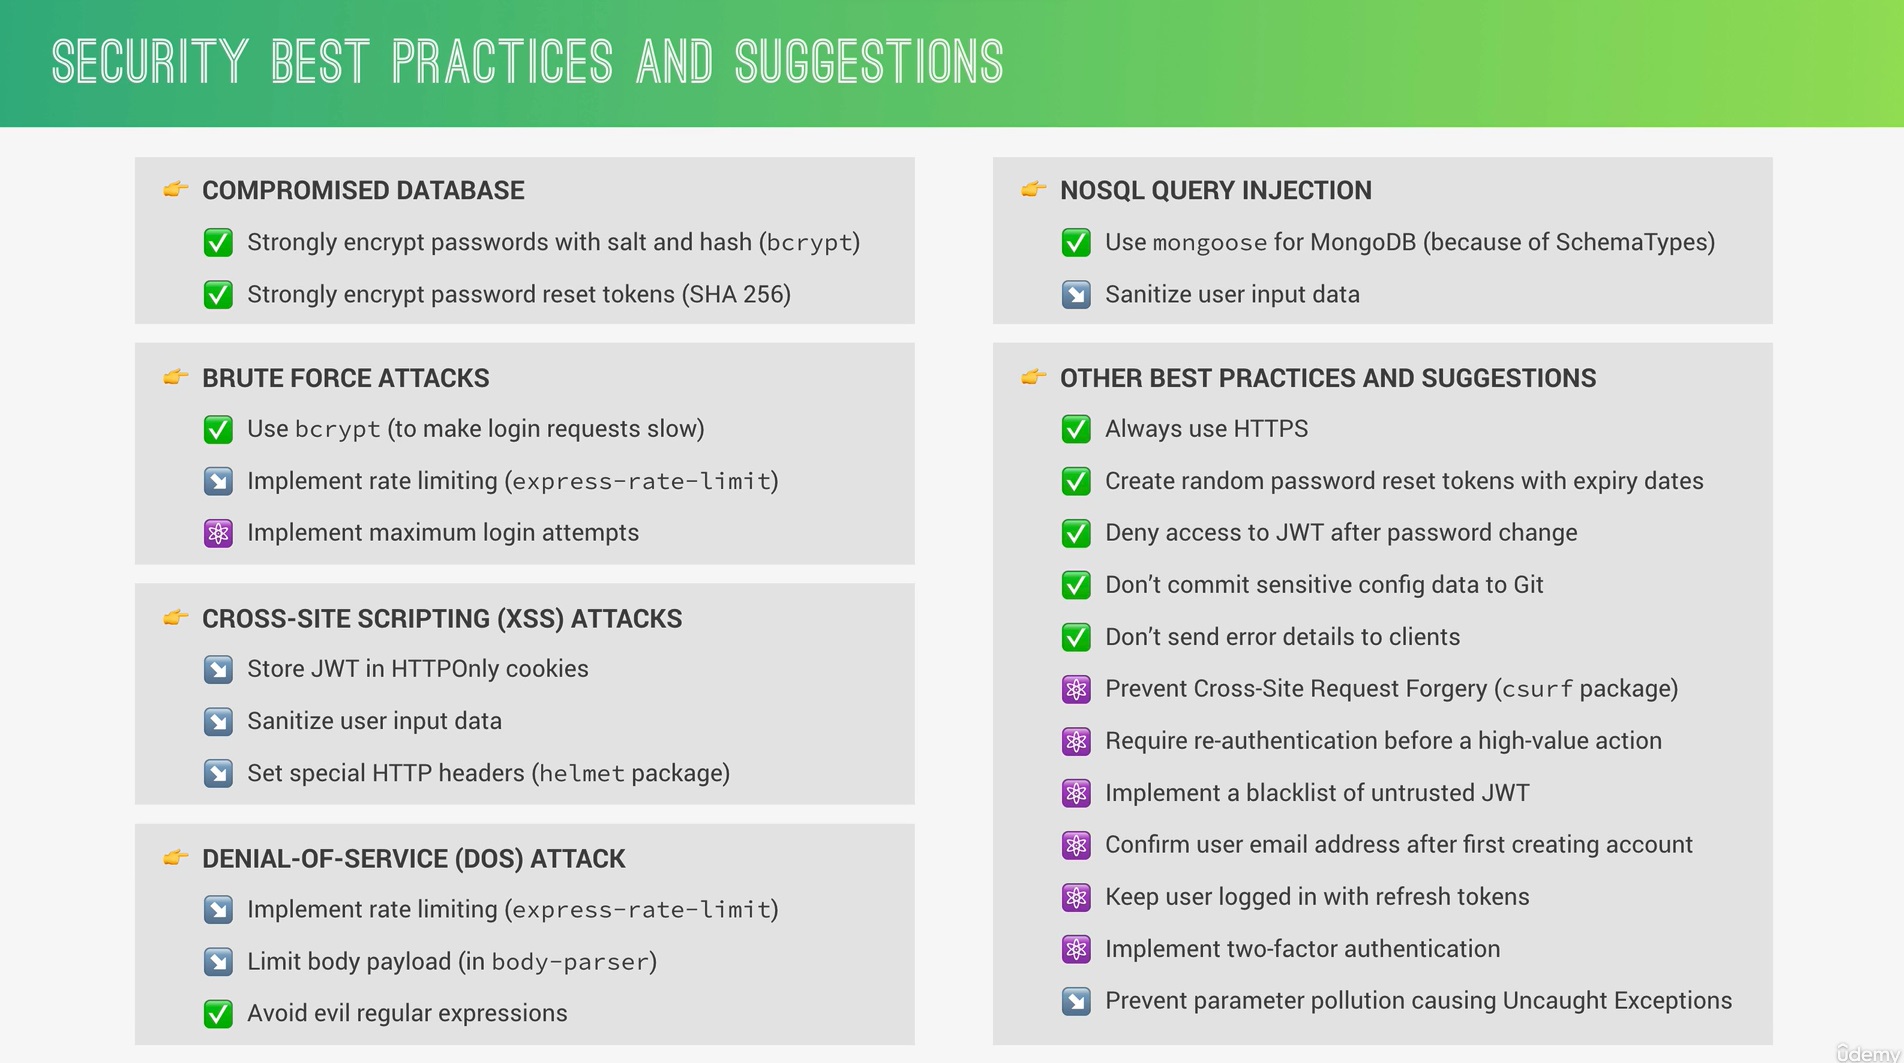 SECURITY BEST PRACTICES AND SUGGESTIONS
COMPROMISED DATABASE
Strongly encrypt passwords with salt and hash (bcrypt)
Strongly encrypt password reset tokens (SHA 256)
BRUTE FORCE ATTACKS
Use bcrypt (to make login requests slow)
Implement rate limiting (express-rate-limit)
Implement maximum login attempts
CROSS-SITE SCRIPTING (XSS) ATTACKS
Store JWT in HTTPOnly cookies
Sanitize user input data
Set special HTTP headers (helmet package)
DENIAL-OF-SERVICE (DOS) ATTACK
Implement rate limiting (express-rate-limit)
Limit body payload (in body-parser)
Avoid evil regular expressions
NOSQL QUERY INJECTION
Use mongoose for MongoDB (because of SchemaTypes)
Sanitize user input data
OTHER BEST PRACTICES AND SUGGESTIONS
Always use HTTPS
Create random password reset tokens with expiry dates
Deny access to JWT after password change
Don’t commit sensitive config data to Git
Don’t send error details to clients
Prevent Cross-Site Request Forgery (csurf package)
Require re-authentication before a high-value action
Implement a blacklist of untrusted JWT
Confirm user email address after first creating account
Keep user logged in with refresh tokens
Implement two-factor authentication
Prevent parameter pollution causing Uncaught Exceptions
udemy